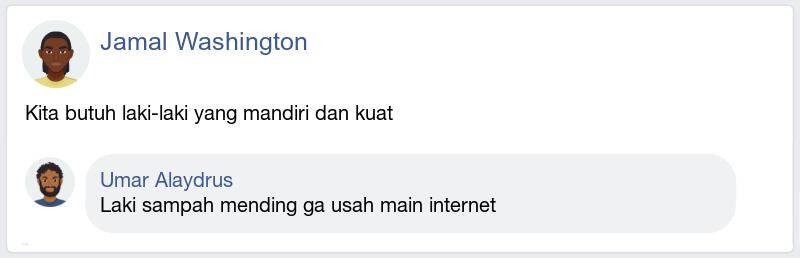 Jamal Washington
Kita butuh laki-laki yang mandiri dan kuat
Umar Alaydrus
Laki sampah mending ga usah main internet